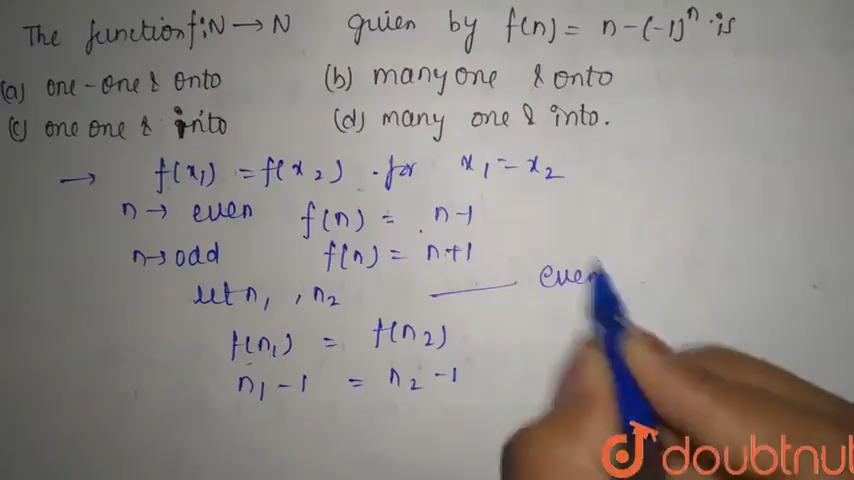 The function f: N → N guien by f(n) = n - (-1)^n . is
(a) one-one & onto (b) many one & onto
(c) one one & into (d) many one & into.
→ f(x₁) = f(x₂) . for x₁ = x₂
n → even f(n) = n-1
n → odd f(n) = n+1
let n₁, n₂ — even
f(n₁) = f(n₂)
n₁ - 1 = n₂ - 1
doubtnut